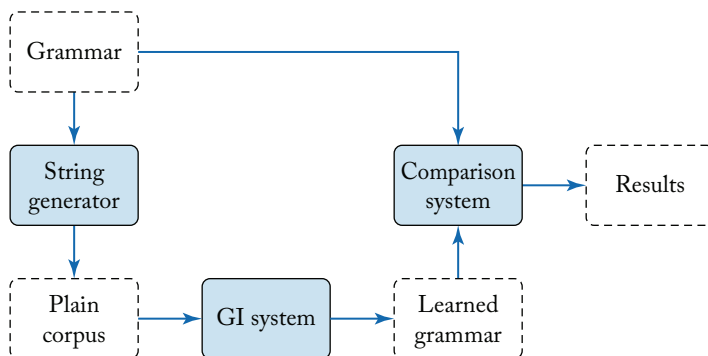 Grammar
String
generator
Comparison
system
Results
Plain
corpus
GI system
Learned
grammar